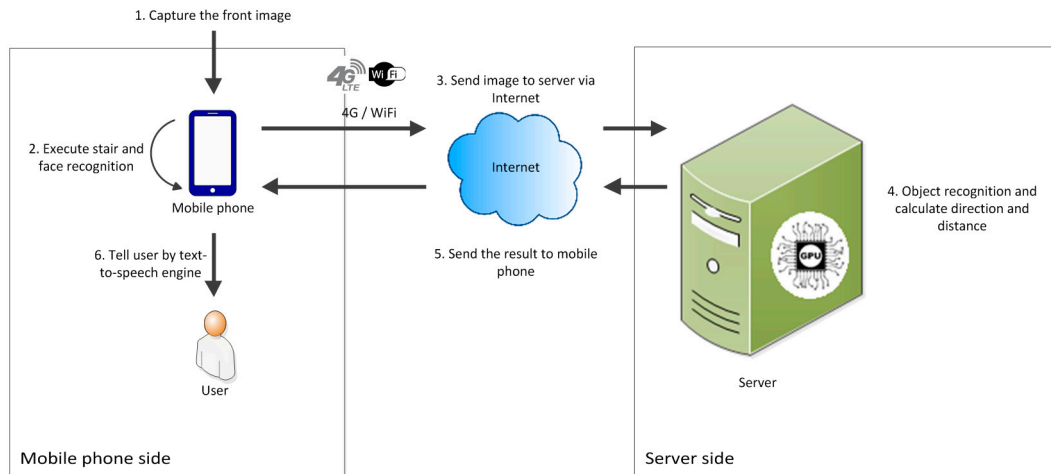 1. Capture the front image
4G
LTE
Wi Fi
4G / WiFi
3. Send image to server via
Internet
2. Execute stair and
face recognition
Mobile phone
Internet
4. Object recognition and
calculate direction and
distance
GPU
5. Send the result to mobile
phone
6. Tell user by text-
to-speech engine
User
Server
Mobile phone side
Server side